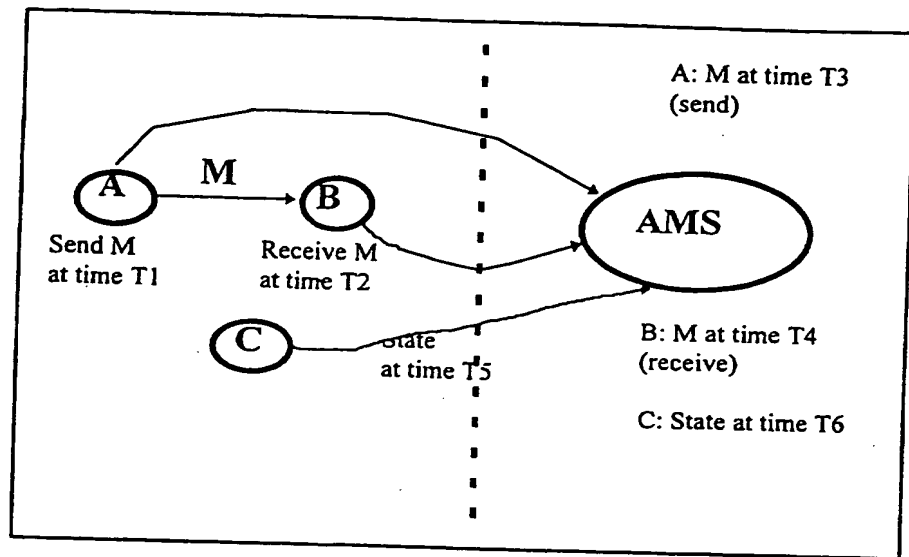 A: M at time T3
(send)
A
M
B
AMS
Send M
at time T1
Receive M
at time T2
C
State
at time T5
B: M at time T4
(receive)
C: State at time T6